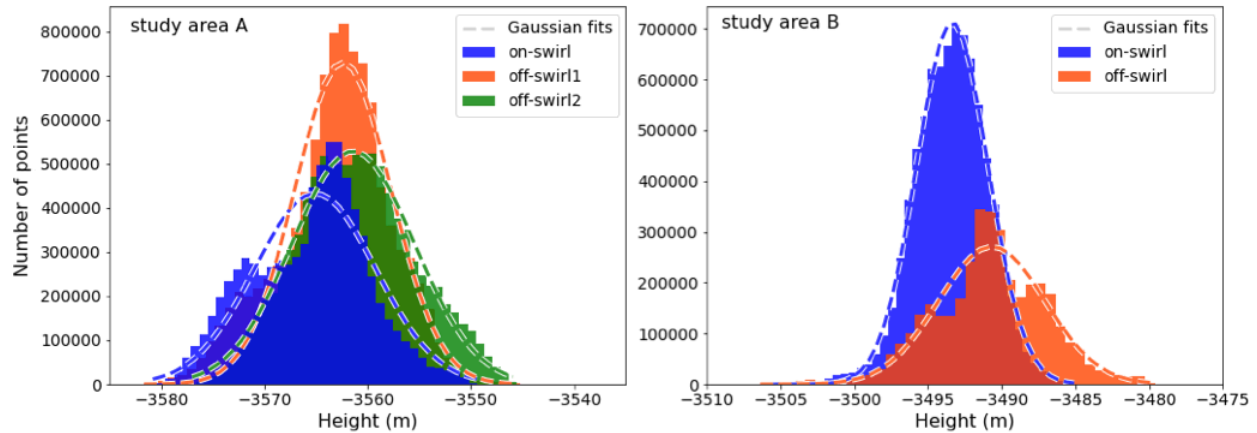 study area A
Gaussian fits
on-swirl
off-swirl1
off-swirl2
800000
700000
600000
500000
400000
300000
200000
100000
0
Number of points
−3580 −3570 −3560 −3550 −3540
Height (m)
study area B
Gaussian fits
on-swirl
off-swirl
700000
600000
500000
400000
300000
200000
100000
0
−3510 −3505 −3500 −3495 −3490 −3485 −3480 −3475
Height (m)